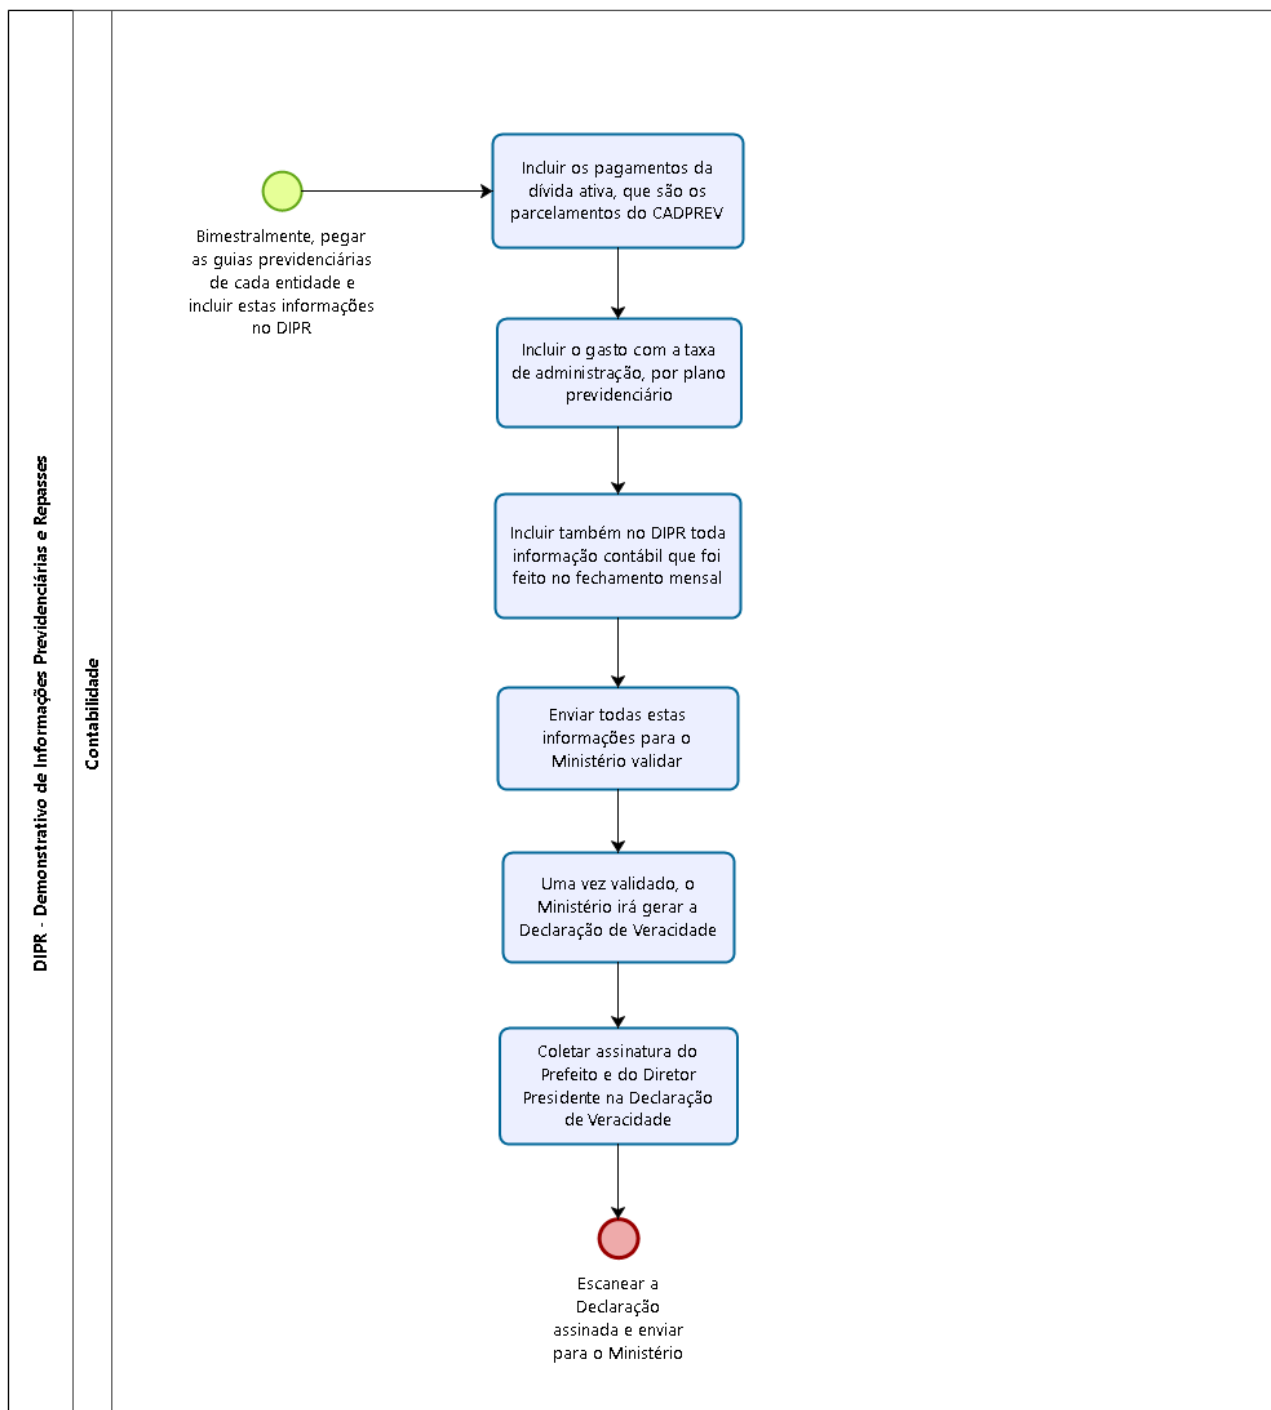 DIPR - Demonstrativo de Informações Previdenciárias e Repasses
Contabilidade
Bimestralmente, pegar
as guias previdenciárias
de cada entidade e
incluir estas informações
no DIPR
Incluir os pagamentos da
dívida ativa, que são os
parcelamentos do CADPREV
Incluir o gasto com a taxa
de administração, por plano
previdenciário
Incluir também no DIPR toda
informação contábil que foi
feito no fechamento mensal
Enviar todas estas
informações para o
Ministério validar
Uma vez validado, o
Ministério irá gerar a
Declaração de Veracidade
Coletar assinatura do
Prefeito e do Diretor
Presidente na Declaração
de Veracidade
Escanear a
Declaração
assinada e enviar
para o Ministério